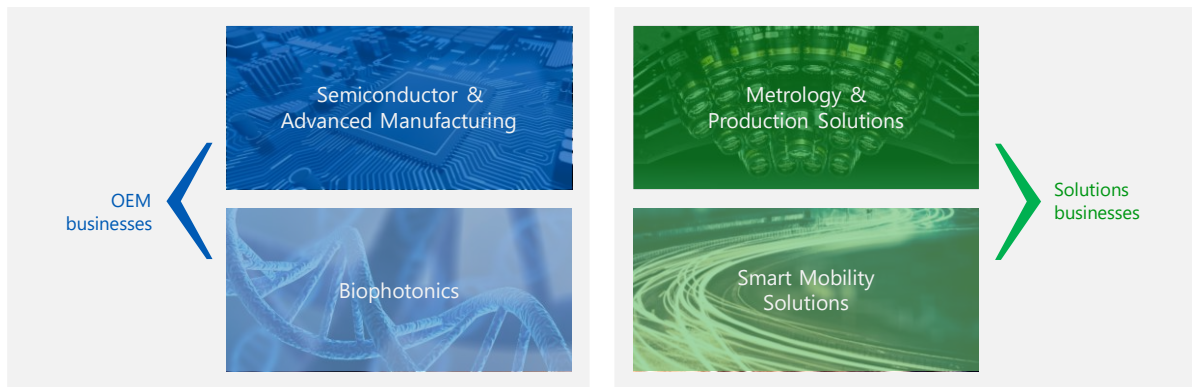 OEM
businesses
Semiconductor &
Advanced Manufacturing
Biophotonics
Metrology &
Production Solutions
Smart Mobility
Solutions
Solutions
businesses